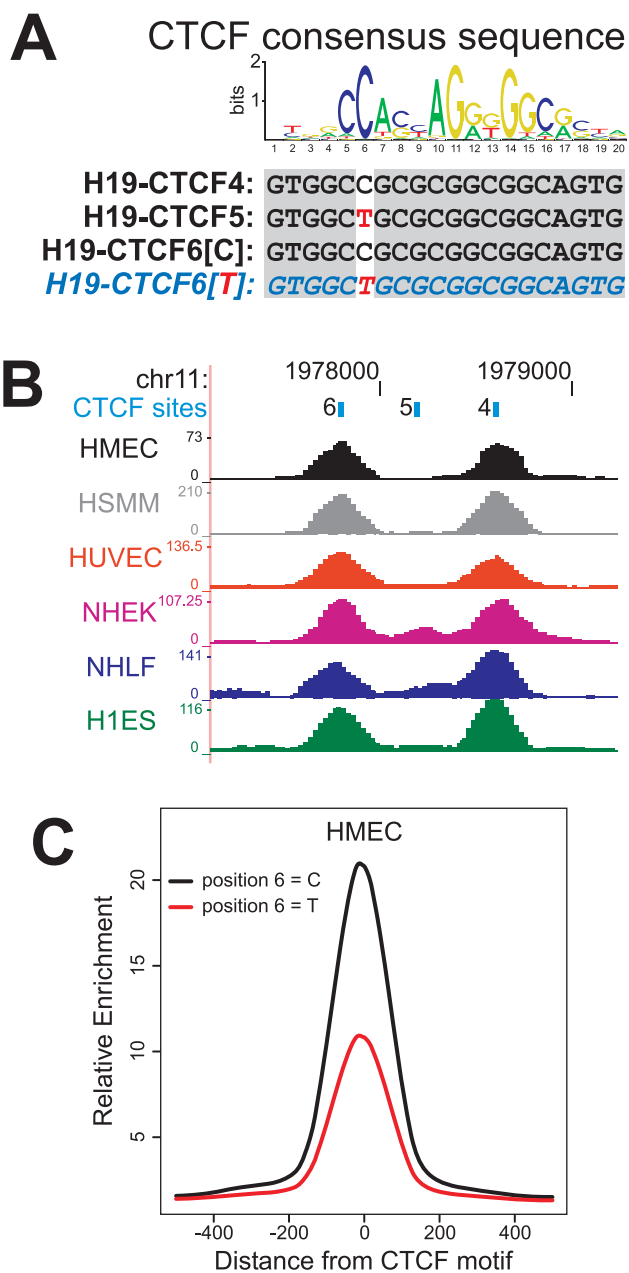 A
CTCF consensus sequence
2
1
bits
1 2 3 4 5 6 7 8 9 10 11 12 13 14 15 16 17 18 19 20
H19-CTCF4: GTGGCCGCGCGGCGGCAGTG
H19-CTCF5: GTGGCTGCGCGGCGGCAGTG
H19-CTCF6[C]: GTGGCCGCGCGGCGGCAGTG
H19-CTCF6[T]: GTGGCTGCGCGGCGGCAGTG
B
chr11: 1978000 1979000
CTCF sites 6 5 4
HMEC 73 0
HSMM 210 0
HUVEC 136.5 0
NHEK 107.25 0
NHLF 141 0
H1ES 116 0
C
HMEC
position 6 = C
position 6 = T
Relative Enrichment
20
15
10
5
-400 -200 0 200 400
Distance from CTCF motif